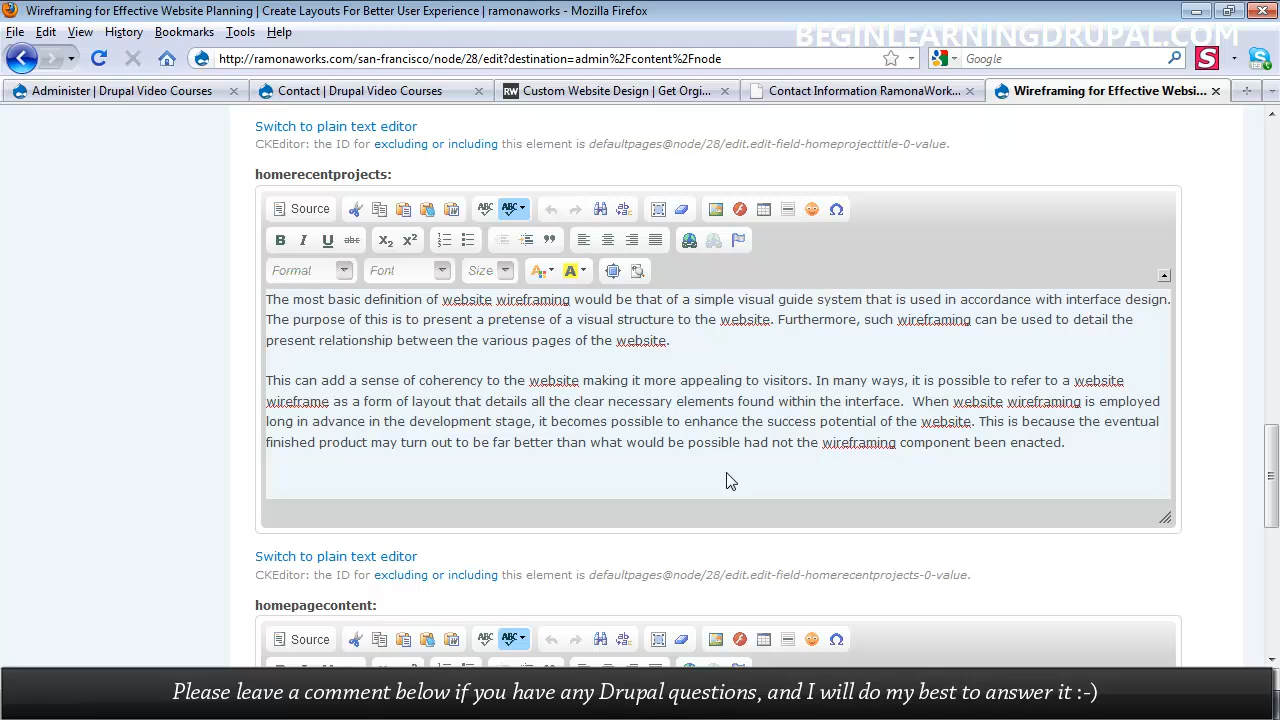 Wireframing for Effective Website Planning | Create Layouts For Better User Experience | ramonaworks - Mozilla Firefox
File Edit View History Bookmarks Tools Help
BEGINLEARNINGDRUPAL.COM
http://ramonaworks.com/san-francisco/node/28/edit?destination=admin%2Fcontent%2Fnode
Google
Administer | Drupal Video Courses
Contact | Drupal Video Courses
RW Custom Website Design | Get Orgi...
Contact Information RamonaWork...
Wireframing for Effective Websi...
Switch to plain text editor
CKEditor: the ID for excluding or including this element is defaultpages@node/28/edit.edit-field-homeprojecttitle-0-value.
homerecentprojects:
Source
ABC ABC
B I U abc X2 X2
Formal Font Size A A
The most basic definition of website wireframing would be that of a simple visual guide system that is used in accordance with interface design.
The purpose of this is to present a pretense of a visual structure to the website. Furthermore, such wireframing can be used to detail the
present relationship between the various pages of the website.
This can add a sense of coherency to the website making it more appealing to visitors. In many ways, it is possible to refer to a website
wireframe as a form of layout that details all the clear necessary elements found within the interface.  When website wireframing is employed
long in advance in the development stage, it becomes possible to enhance the success potential of the website. This is because the eventual
finished product may turn out to be far better than what would be possible had not the wireframing component been enacted.
Switch to plain text editor
CKEditor: the ID for excluding or including this element is defaultpages@node/28/edit.edit-field-homerecentprojects-0-value.
homepagecontent:
Source
ABC ABC
Please leave a comment below if you have any Drupal questions, and I will do my best to answer it :-)